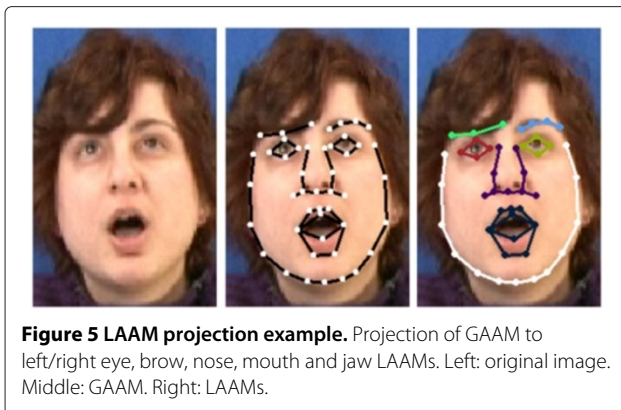 Figure 5 LAAM projection example. Projection of GAAM to
left/right eye, brow, nose, mouth and jaw LAAMs. Left: original image.
Middle: GAAM. Right: LAAMs.